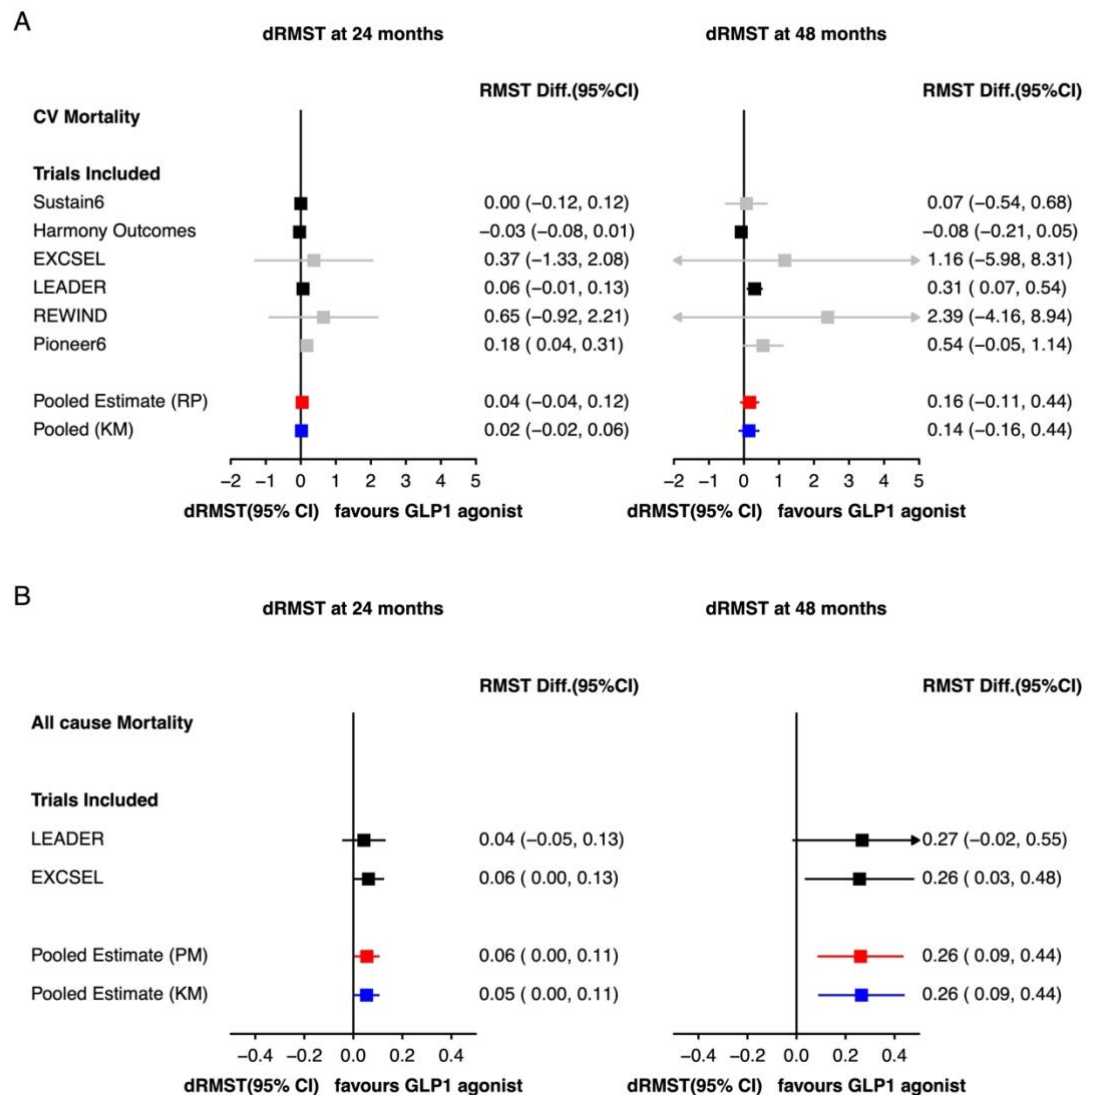 A
dRMST at 24 months dRMST at 48 months
RMST Diff.(95%CI) RMST Diff.(95%CI)
CV Mortality
Trials Included
Sustain6 0.00 (−0.12, 0.12) 0.07 (−0.54, 0.68)
Harmony Outcomes −0.03 (−0.08, 0.01) −0.08 (−0.21, 0.05)
EXCSEL 0.37 (−1.33, 2.08) 1.16 (−5.98, 8.31)
LEADER 0.06 (−0.01, 0.13) 0.31 ( 0.07, 0.54)
REWIND 0.65 (−0.92, 2.21) 2.39 (−4.16, 8.94)
Pioneer6 0.18 ( 0.04, 0.31) 0.54 (−0.05, 1.14)
Pooled Estimate (RP) 0.04 (−0.04, 0.12) 0.16 (−0.11, 0.44)
Pooled (KM) 0.02 (−0.02, 0.06) 0.14 (−0.16, 0.44)
−2 −1 0 1 2 3 4 5 −2 −1 0 1 2 3 4 5
dRMST(95% CI) favours GLP1 agonist dRMST(95% CI) favours GLP1 agonist
B
dRMST at 24 months dRMST at 48 months
RMST Diff.(95%CI) RMST Diff.(95%CI)
All cause Mortality
Trials Included
LEADER 0.04 (−0.05, 0.13) 0.27 (−0.02, 0.55)
EXCSEL 0.06 ( 0.00, 0.13) 0.26 ( 0.03, 0.48)
Pooled Estimate (PM) 0.06 ( 0.00, 0.11) 0.26 ( 0.09, 0.44)
Pooled Estimate (KM) 0.05 ( 0.00, 0.11) 0.26 ( 0.09, 0.44)
−0.4 −0.2 0.0 0.2 0.4 −0.4 −0.2 0.0 0.2 0.4
dRMST(95% CI) favours GLP1 agonist dRMST(95% CI) favours GLP1 agonist